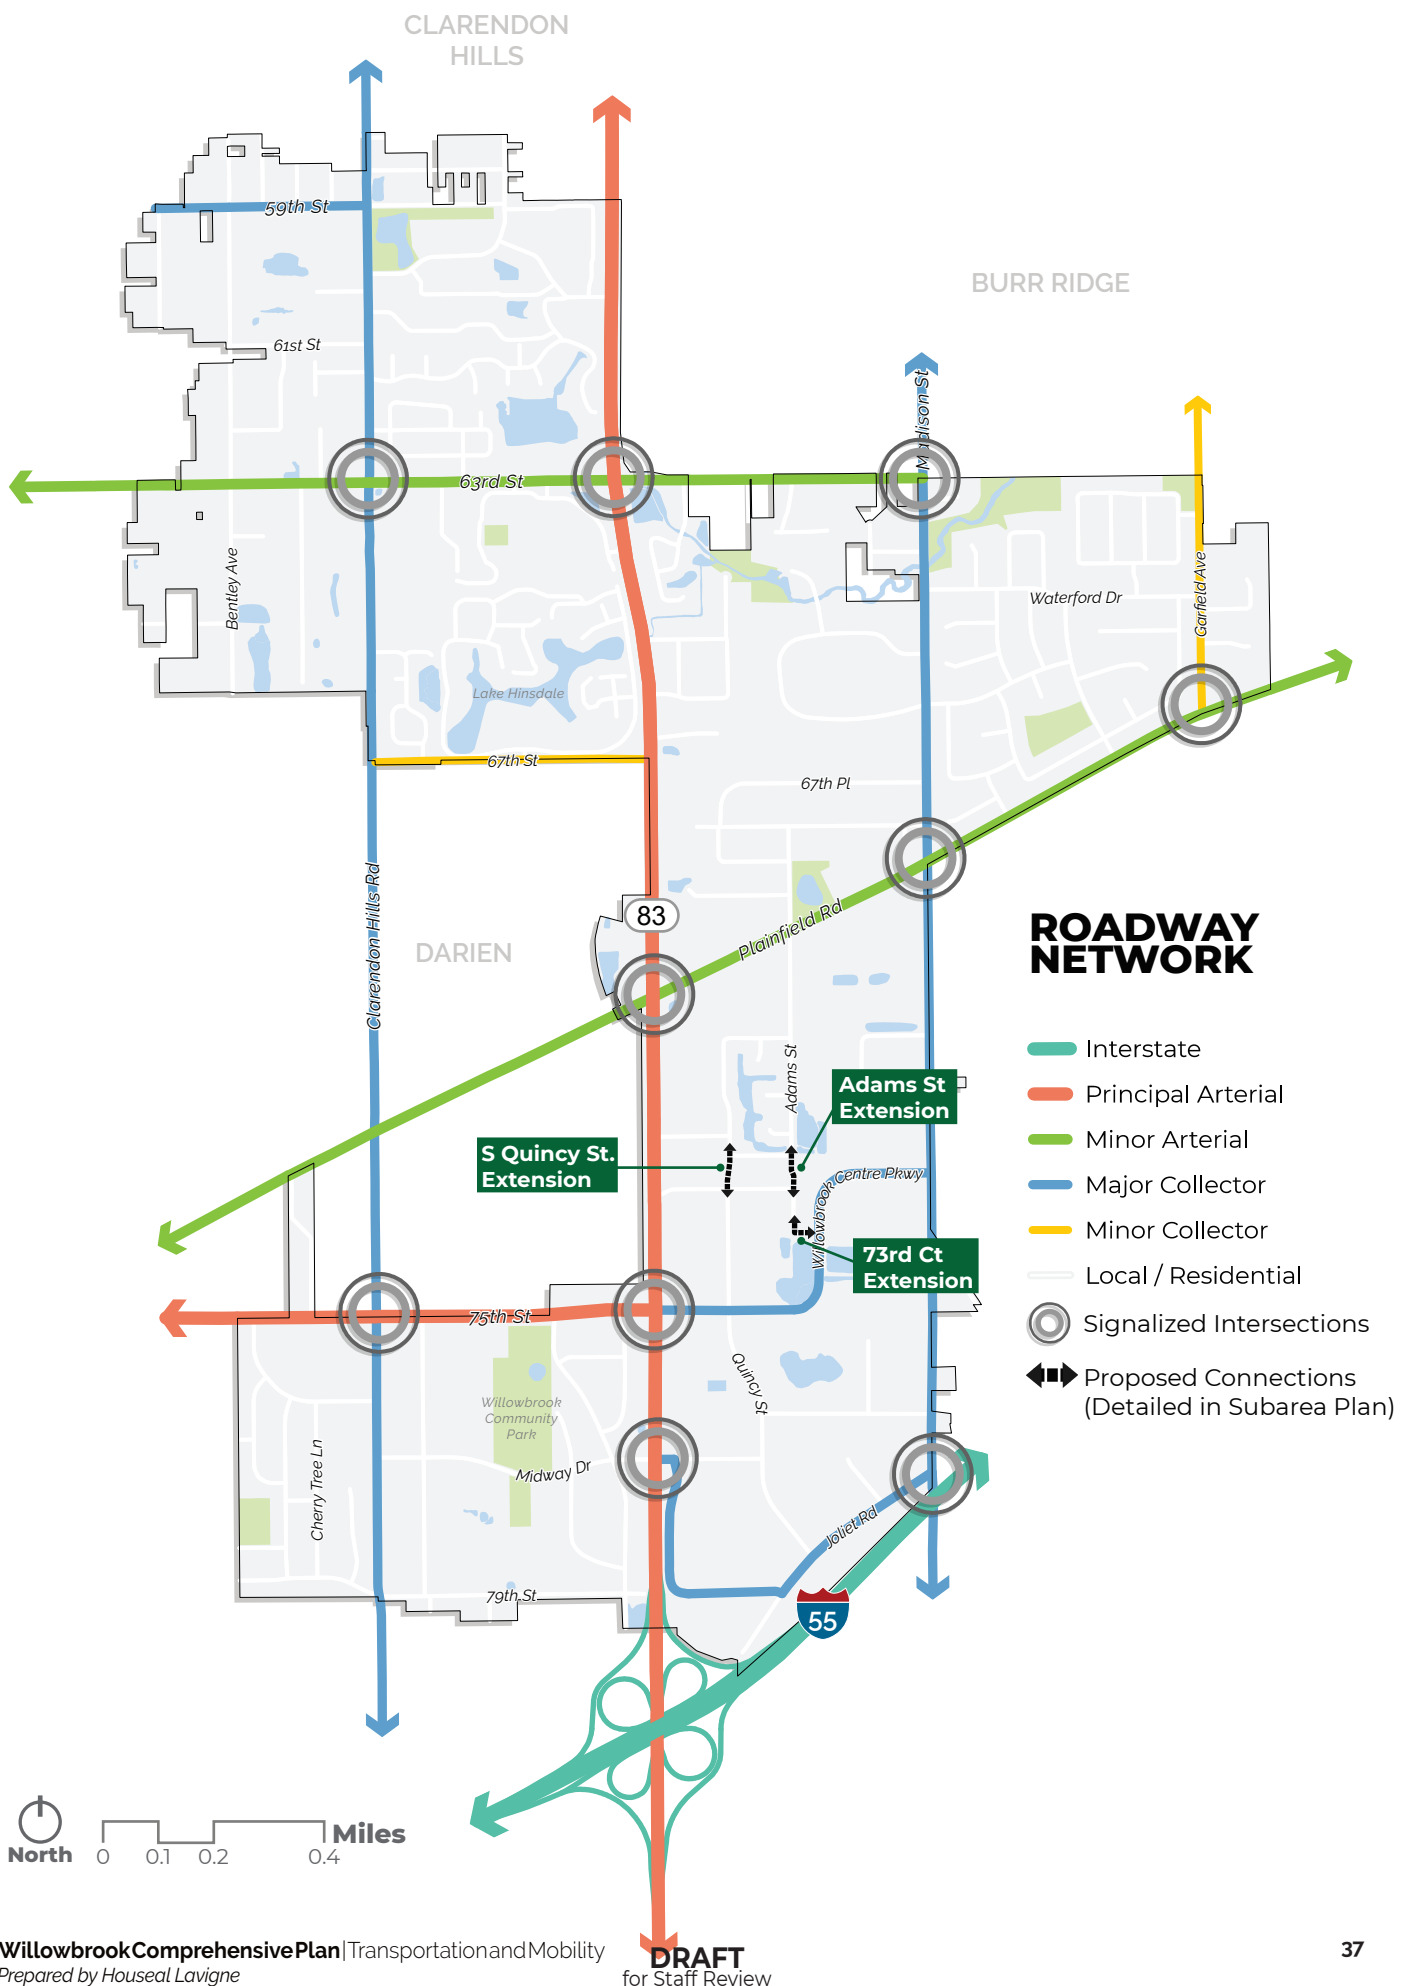 CLARENDON
HILLS
59th St
BURR RIDGE
61st St
Madison St
63rd St
Bentley Ave
Waterford Dr
Garfield Ave
Lake Hinsdale
67th St
67th Pl
Clarendon Hills Rd
83
DARIEN
Plainfield Rd
ROADWAY
NETWORK
Interstate
Principal Arterial
Minor Arterial
Major Collector
Minor Collector
Local / Residential
Signalized Intersections
Proposed Connections
(Detailed in Subarea Plan)
Adams St
Adams St
Extension
S Quincy St.
Extension
Willowbrook Centre Pkwy
73rd Ct
Extension
75th St
Quincy St
Willowbrook
Community
Park
Midway Dr
Cherry Tree Ln
Joliet Rd
79th St
55
North
0 0.1 0.2 0.4
Miles
Willowbrook Comprehensive Plan | Transportation and Mobility
Prepared by Houseal Lavigne
DRAFT
for Staff Review
37